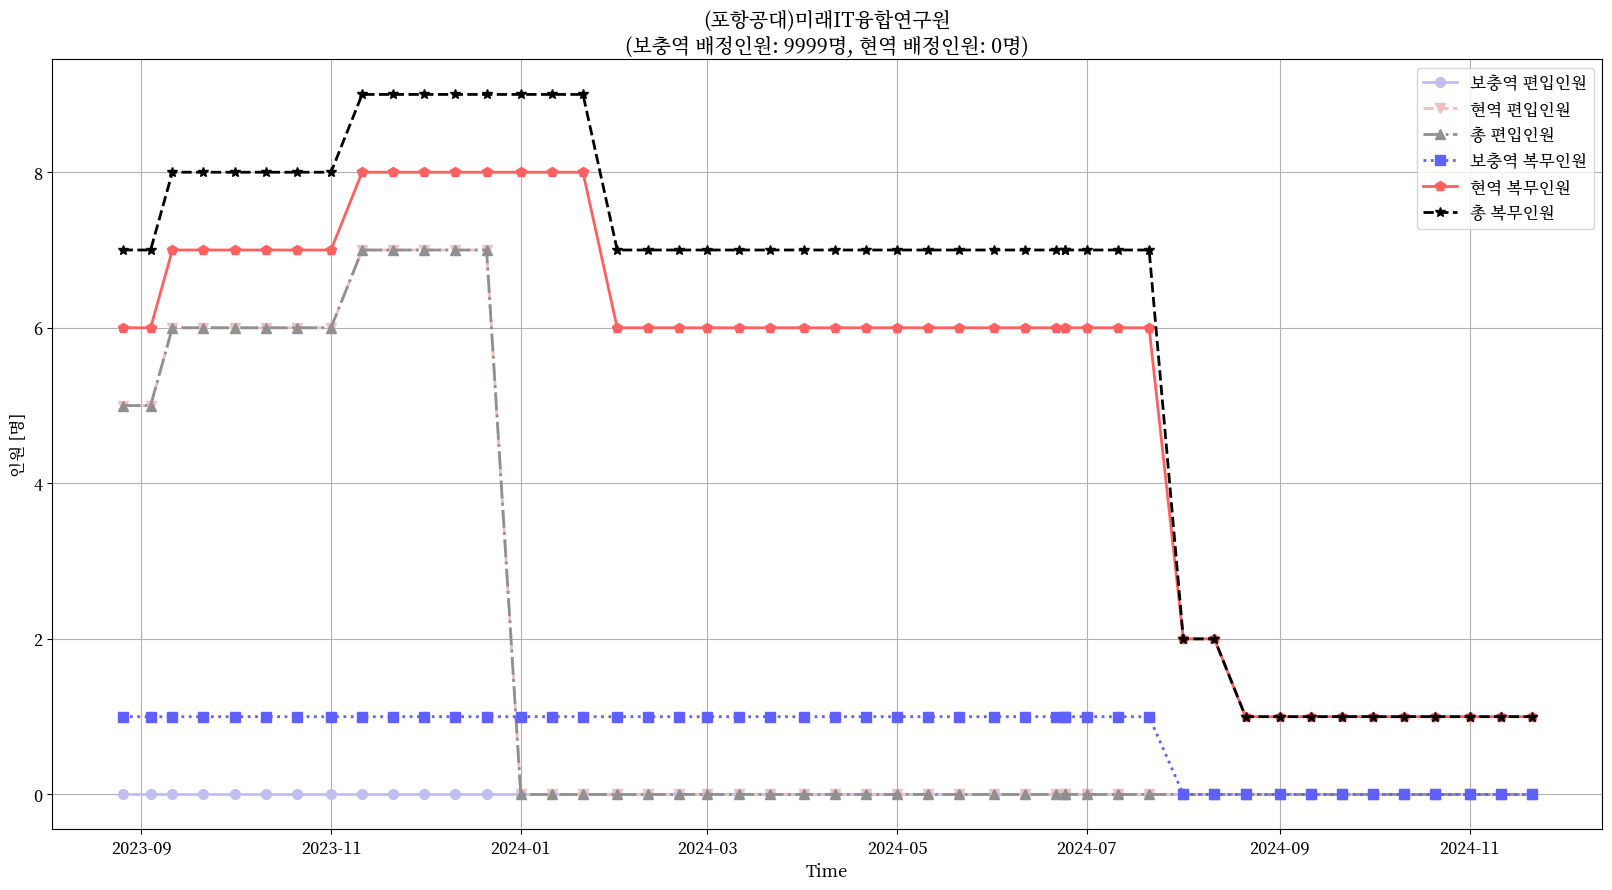 (포항공대)미래IT융합연구원
(보충역 배정인원: 9999명, 현역 배정인원: 0명)
보충역 편입인원
현역 편입인원
총 편입인원
보충역 복무인원
현역 복무인원
총 복무인원
인원 [명]
8
6
4
2
0
2023-09 2023-11 2024-01 2024-03 2024-05 2024-07 2024-09 2024-11
Time